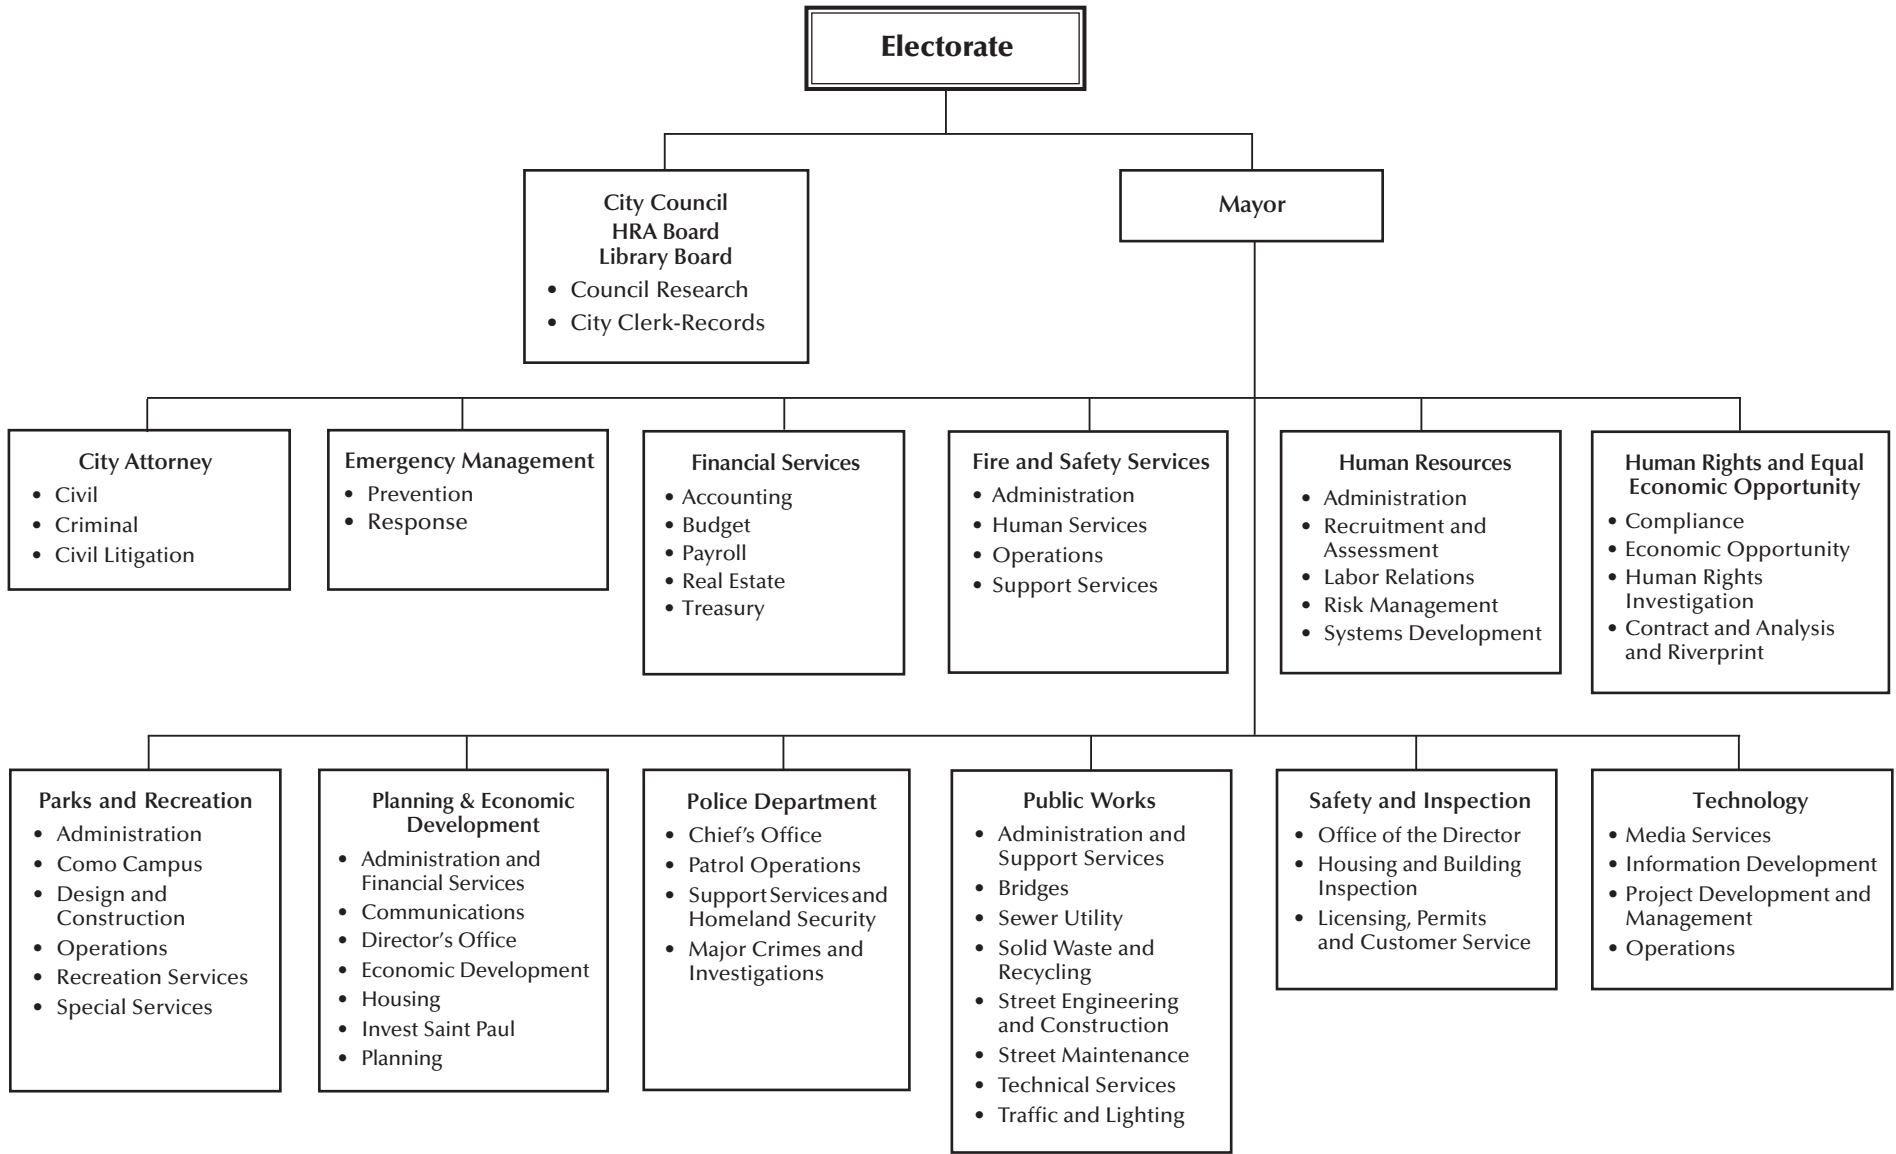 Electorate
City Council
HRA Board
Library Board
• Council Research
• City Clerk-Records
Mayor
City Attorney
• Civil
• Criminal
• Civil Litigation
Emergency Management
• Prevention
• Response
Financial Services
• Accounting
• Budget
• Payroll
• Real Estate
• Treasury
Fire and Safety Services
• Administration
• Human Services
• Operations
• Support Services
Human Resources
• Administration
• Recruitment and
Assessment
• Labor Relations
• Risk Management
• Systems Development
Human Rights and Equal
Economic Opportunity
• Compliance
• Economic Opportunity
• Human Rights
Investigation
• Contract and Analysis
and Riverprint
Parks and Recreation
• Administration
• Como Campus
• Design and
Construction
• Operations
• Recreation Services
• Special Services
Planning & Economic
Development
• Administration and
Financial Services
• Communications
• Director's Office
• Economic Development
• Housing
• Invest Saint Paul
• Planning
Police Department
• Chief's Office
• Patrol Operations
• Support Services and
Homeland Security
• Major Crimes and
Investigations
Public Works
• Administration and
Support Services
• Bridges
• Sewer Utility
• Solid Waste and
Recycling
• Street Engineering
and Construction
• Street Maintenance
• Technical Services
• Traffic and Lighting
Safety and Inspection
• Office of the Director
• Housing and Building
Inspection
• Licensing, Permits
and Customer Service
Technology
• Media Services
• Information Development
• Project Development and
Management
• Operations